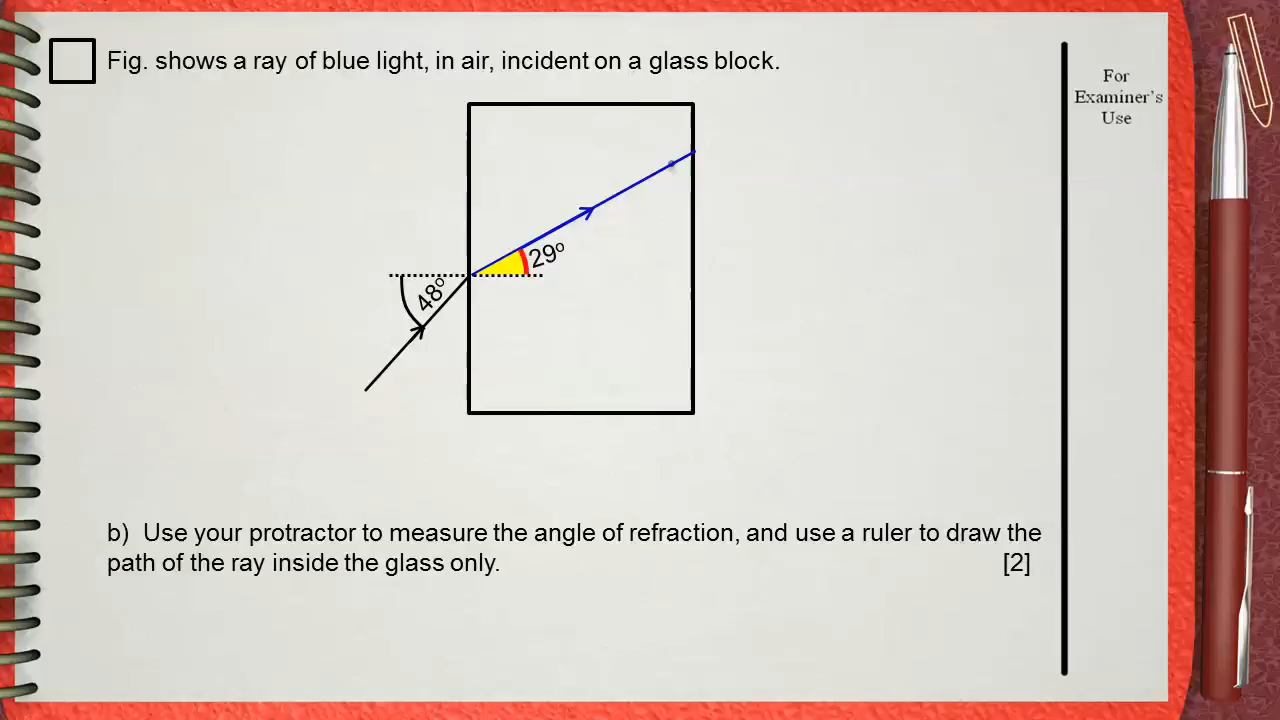 Fig. shows a ray of blue light, in air, incident on a glass block.
For
Examiner's
Use
29º
48º
b) Use your protractor to measure the angle of refraction, and use a ruler to draw the
path of the ray inside the glass only. [2]